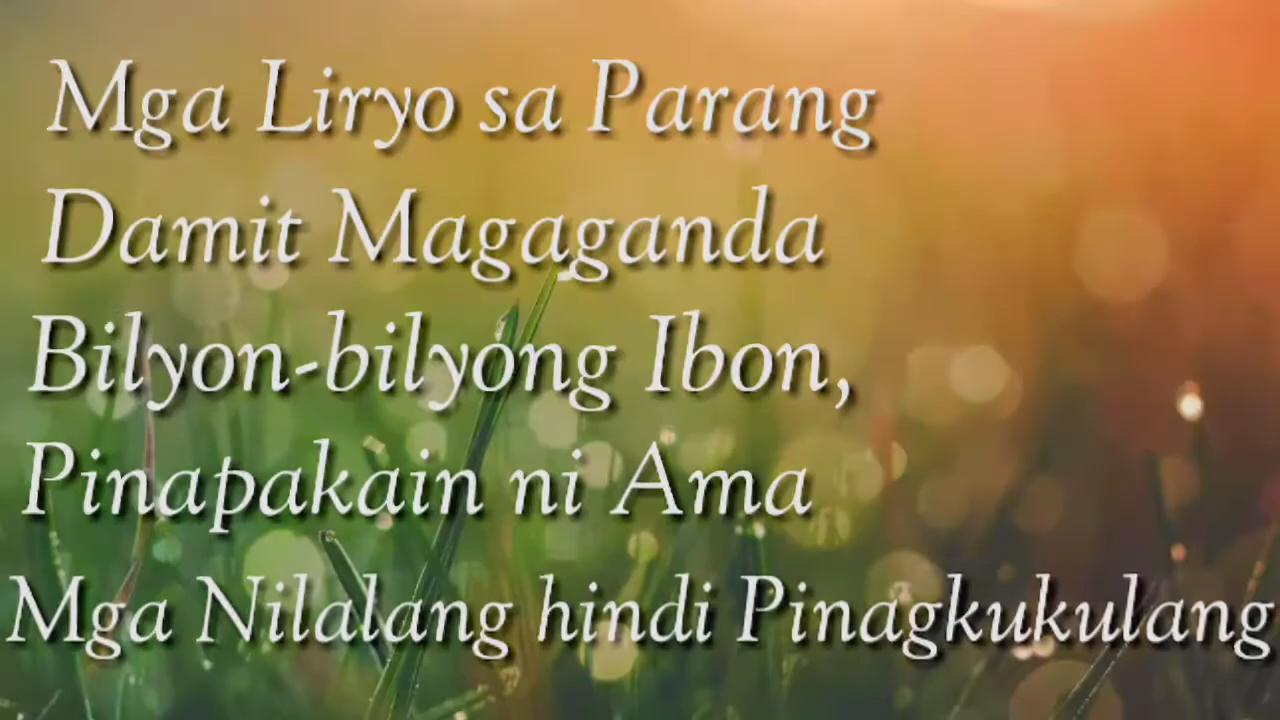 Mga Liryo sa Parang
Damit Magaganda
Bilyon-bilyong Ibon,
Pinapakain ni Ama
Mga Nilalang hindi Pinagkukulang